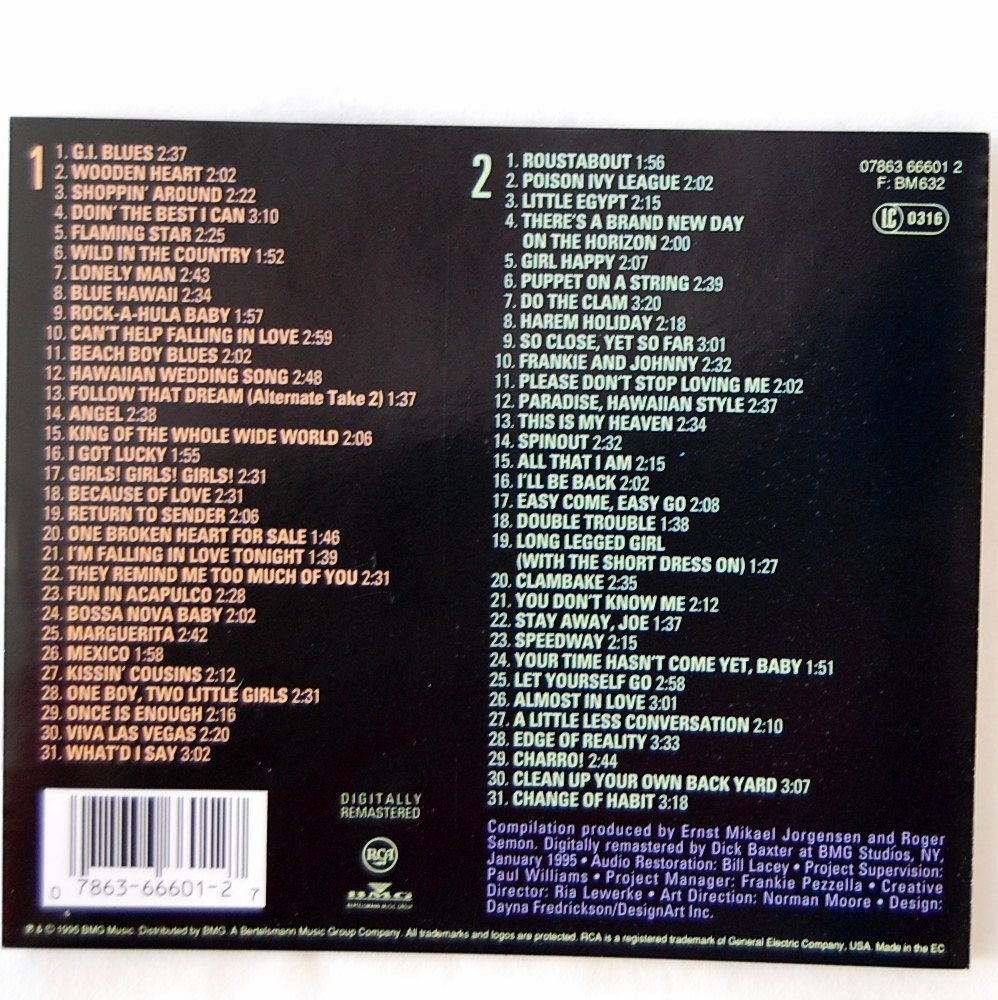 1
1. G.I. BLUES 2:37
2. WOODEN HEART 2:02
3. SHOPPIN' AROUND 2:22
4. DOIN' THE BEST I CAN 3:10
5. FLAMING STAR 2:25
6. WILD IN THE COUNTRY 1:52
7. LONELY MAN 2:43
8. BLUE HAWAII 2:34
9. ROCK-A-HULA BABY 1:57
10. CAN'T HELP FALLING IN LOVE 2:59
11. BEACH BOY BLUES 2:02
12. HAWAIIAN WEDDING SONG 2:48
13. FOLLOW THAT DREAM (Alternate Take 2) 1:37
14. ANGEL 2:38
15. KING OF THE WHOLE WIDE WORLD 2:06
16. I GOT LUCKY 1:55
17. GIRLS! GIRLS! GIRLS! 2:31
18. BECAUSE OF LOVE 2:31
19. RETURN TO SENDER 2:06
20. ONE BROKEN HEART FOR SALE 1:46
21. I'M FALLING IN LOVE TONIGHT 1:39
22. THEY REMIND ME TOO MUCH OF YOU 2:31
23. FUN IN ACAPULCO 2:28
24. BOSSA NOVA BABY 2:02
25. MARGUERITA 2:42
26. MEXICO 1:58
27. KISSIN' COUSINS 2:12
28. ONE BOY, TWO LITTLE GIRLS 2:31
29. ONCE IS ENOUGH 2:16
30. VIVA LAS VEGAS 2:20
31. WHAT'D I SAY 3:02
2
1. ROUSTABOUT 1:56
2. POISON IVY LEAGUE 2:02
3. LITTLE EGYPT 2:15
4. THERE'S A BRAND NEW DAY
ON THE HORIZON 2:00
5. GIRL HAPPY 2:07
6. PUPPET ON A STRING 2:39
7. DO THE CLAM 3:20
8. HAREM HOLIDAY 2:18
9. SO CLOSE, YET SO FAR 3:01
10. FRANKIE AND JOHNNY 2:32
11. PLEASE DON'T STOP LOVING ME 2:02
12. PARADISE, HAWAIIAN STYLE 2:37
13. THIS IS MY HEAVEN 2:34
14. SPINOUT 2:32
15. ALL THAT I AM 2:15
16. I'LL BE BACK 2:02
17. EASY COME, EASY GO 2:08
18. DOUBLE TROUBLE 1:38
19. LONG LEGGED GIRL
(WITH THE SHORT DRESS ON) 1:27
20. CLAMBAKE 2:35
21. YOU DON'T KNOW ME 2:12
22. STAY AWAY, JOE 1:37
23. SPEEDWAY 2:15
24. YOUR TIME HASN'T COME YET, BABY 1:51
25. LET YOURSELF GO 2:58
26. ALMOST IN LOVE 3:01
27. A LITTLE LESS CONVERSATION 2:10
28. EDGE OF REALITY 3:33
29. CHARRO! 2:44
30. CLEAN UP YOUR OWN BACK YARD 3:07
31. CHANGE OF HABIT 3:18
07863 66601 2
F: BM632
LC 0316
0 7863-66601-2 7
DIGITALLY
REMASTERED
RCA
BMG
BERTELSMANN MUSIC GROUP
Compilation produced by Ernst Mikael Jorgensen and Roger
Semon. Digitally remastered by Dick Baxter at BMG Studios, NY,
January 1995 • Audio Restoration: Bill Lacey • Project Supervision:
Paul Williams • Project Manager: Frankie Pezzella • Creative
Director: Ria Lewerke • Art Direction: Norman Moore • Design:
Dayna Fredrickson/DesignArt Inc.
℗ & © 1995 BMG Music. Distributed by BMG. A Bertelsmann Music Group Company. All trademarks and logos are protected. RCA is a registered trademark of General Electric Company, USA. Made in the EC